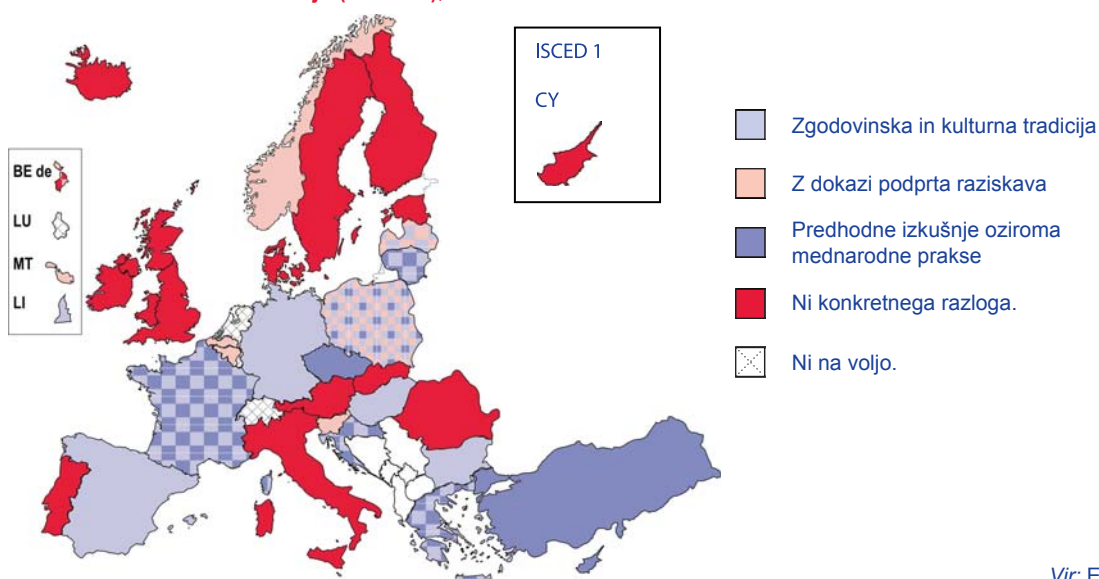 ISCED 1
CY
BE de
LU
MT
LI
Zgodovinska in kulturna tradicija
Z dokazi podprta raziskava
Predhodne izkušnje oziroma
mednarodne prakse
Ni konkretnega razloga.
Ni na voljo.
Vir: E